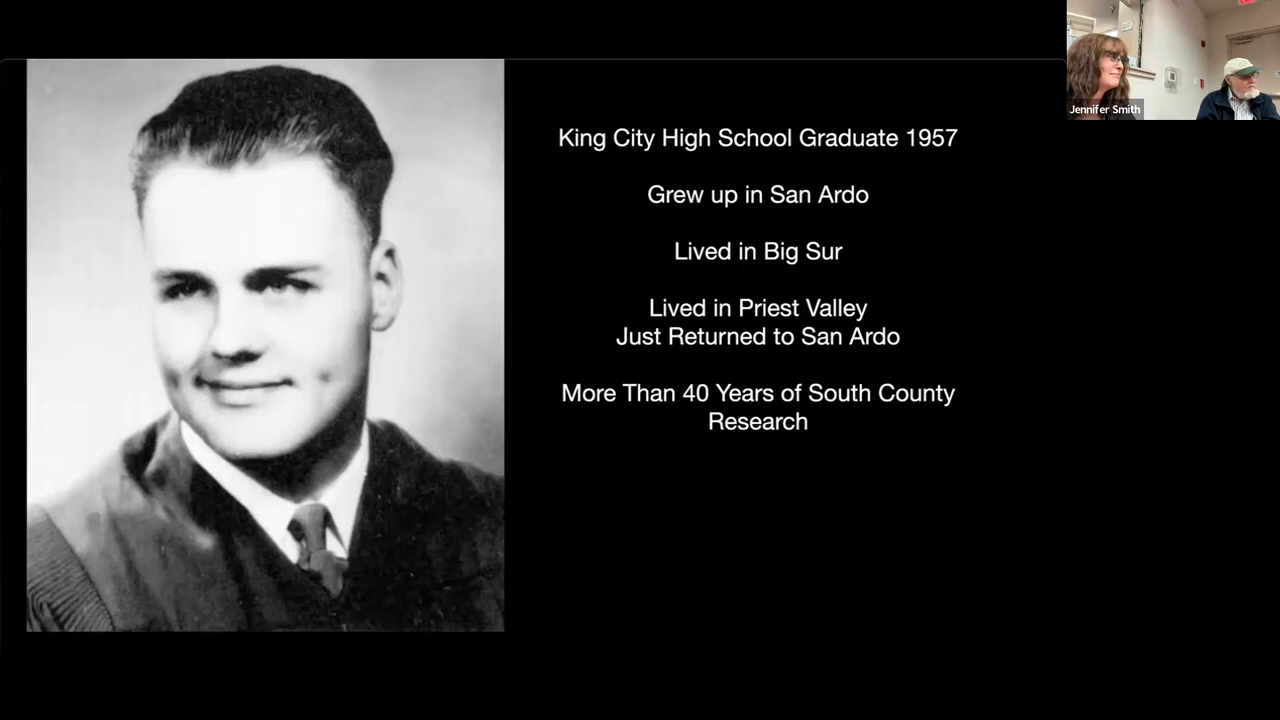 King City High School Graduate 1957
Grew up in San Ardo
Lived in Big Sur
Lived in Priest Valley
Just Returned to San Ardo
More Than 40 Years of South County
Research
Jennifer Smith